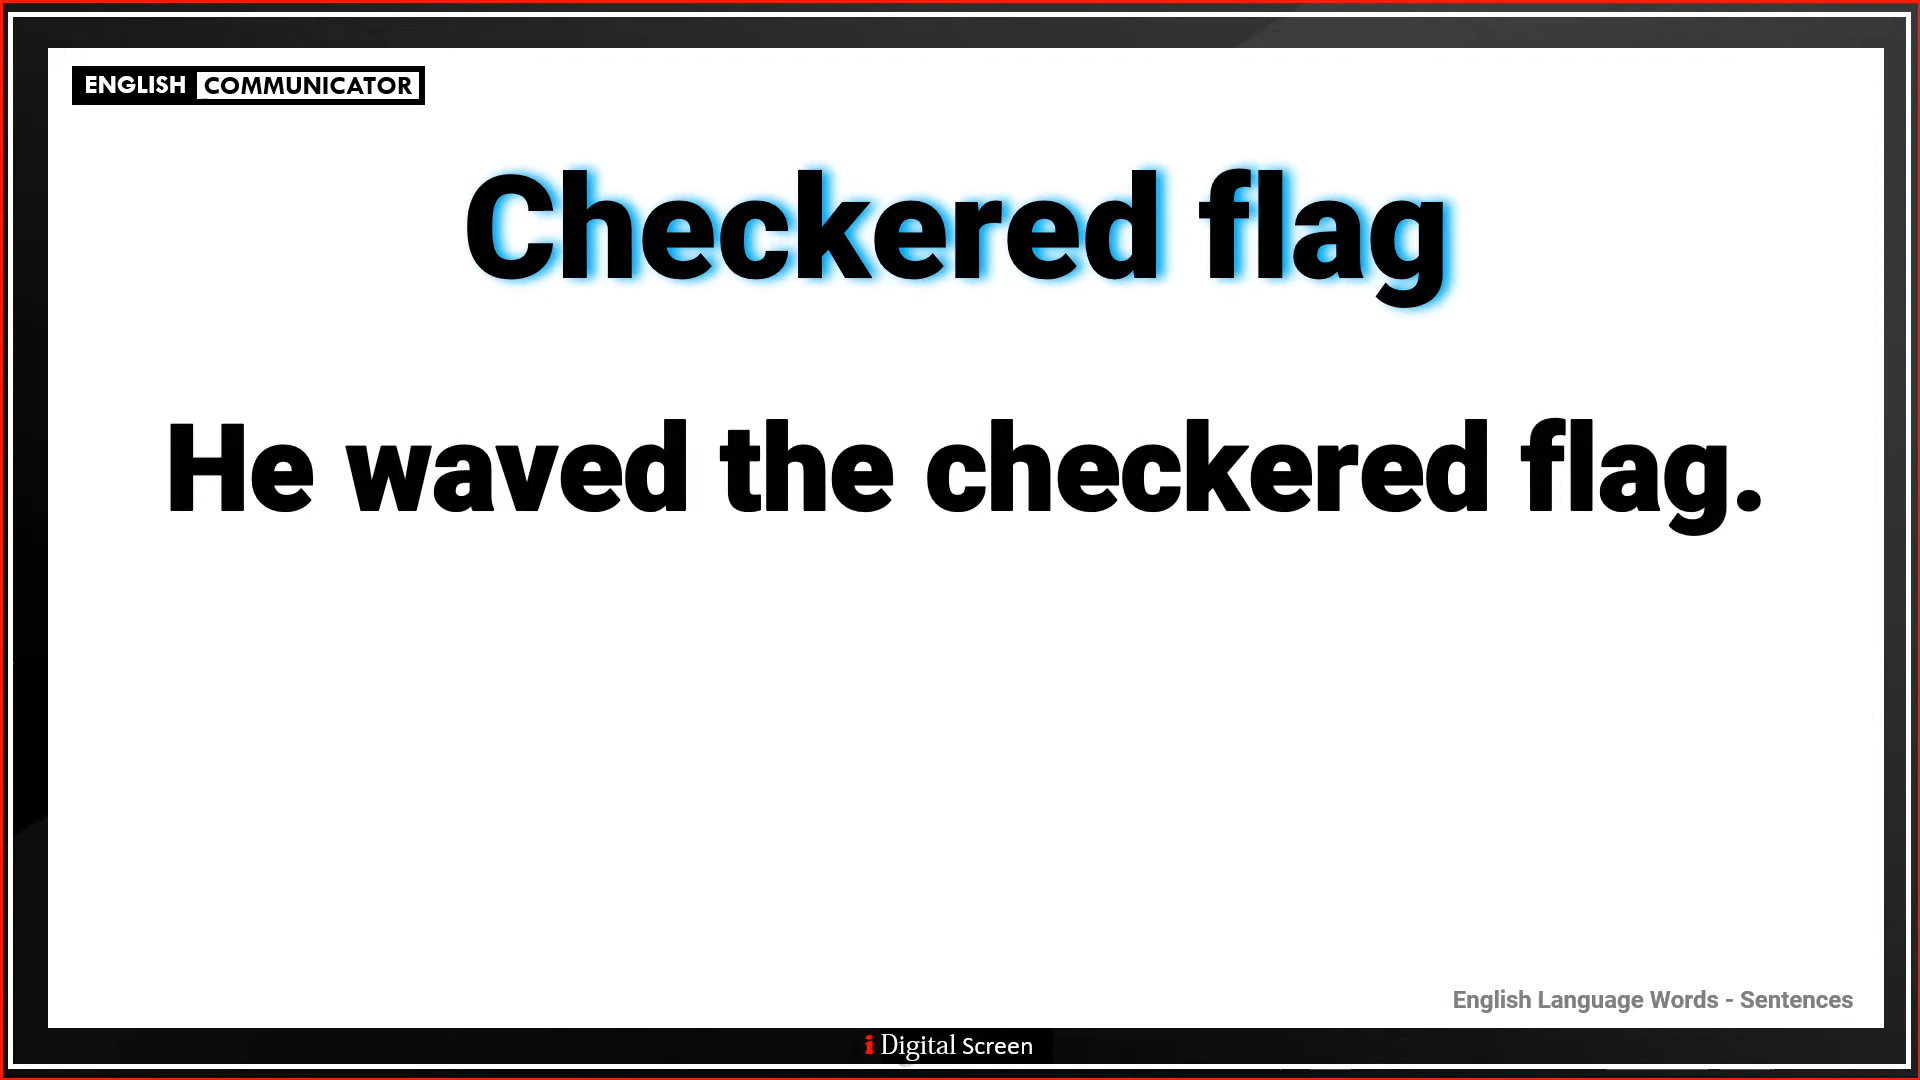 ENGLISH COMMUNICATOR
Checkered flag
He waved the checkered flag.
English Language Words - Sentences
i Digital Screen